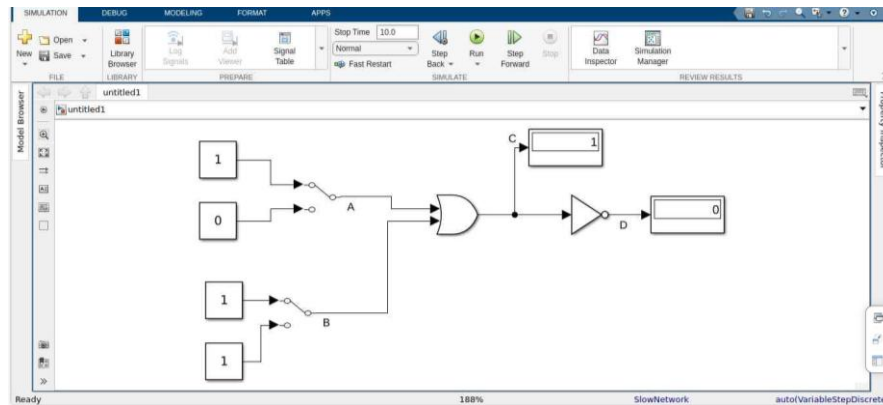 SIMULATION DEBUG MODELING FORMAT APPS
New
Open
Save
FILE
Library
Browser
LIBRARY
Log
Signals
Add
Viewer
Signal
Table
PREPARE
Stop Time 10.0
Normal
Fast Restart
Step
Back
Run
Step
Forward
Stop
SIMULATE
Data
Inspector
Simulation
Manager
REVIEW RESULTS
Model Browser
untitled1
untitled1
Property Inspector
1
0
A
1
1
B
C
1
D
0
Ready 188% SlowNetwork auto(VariableStepDiscrete